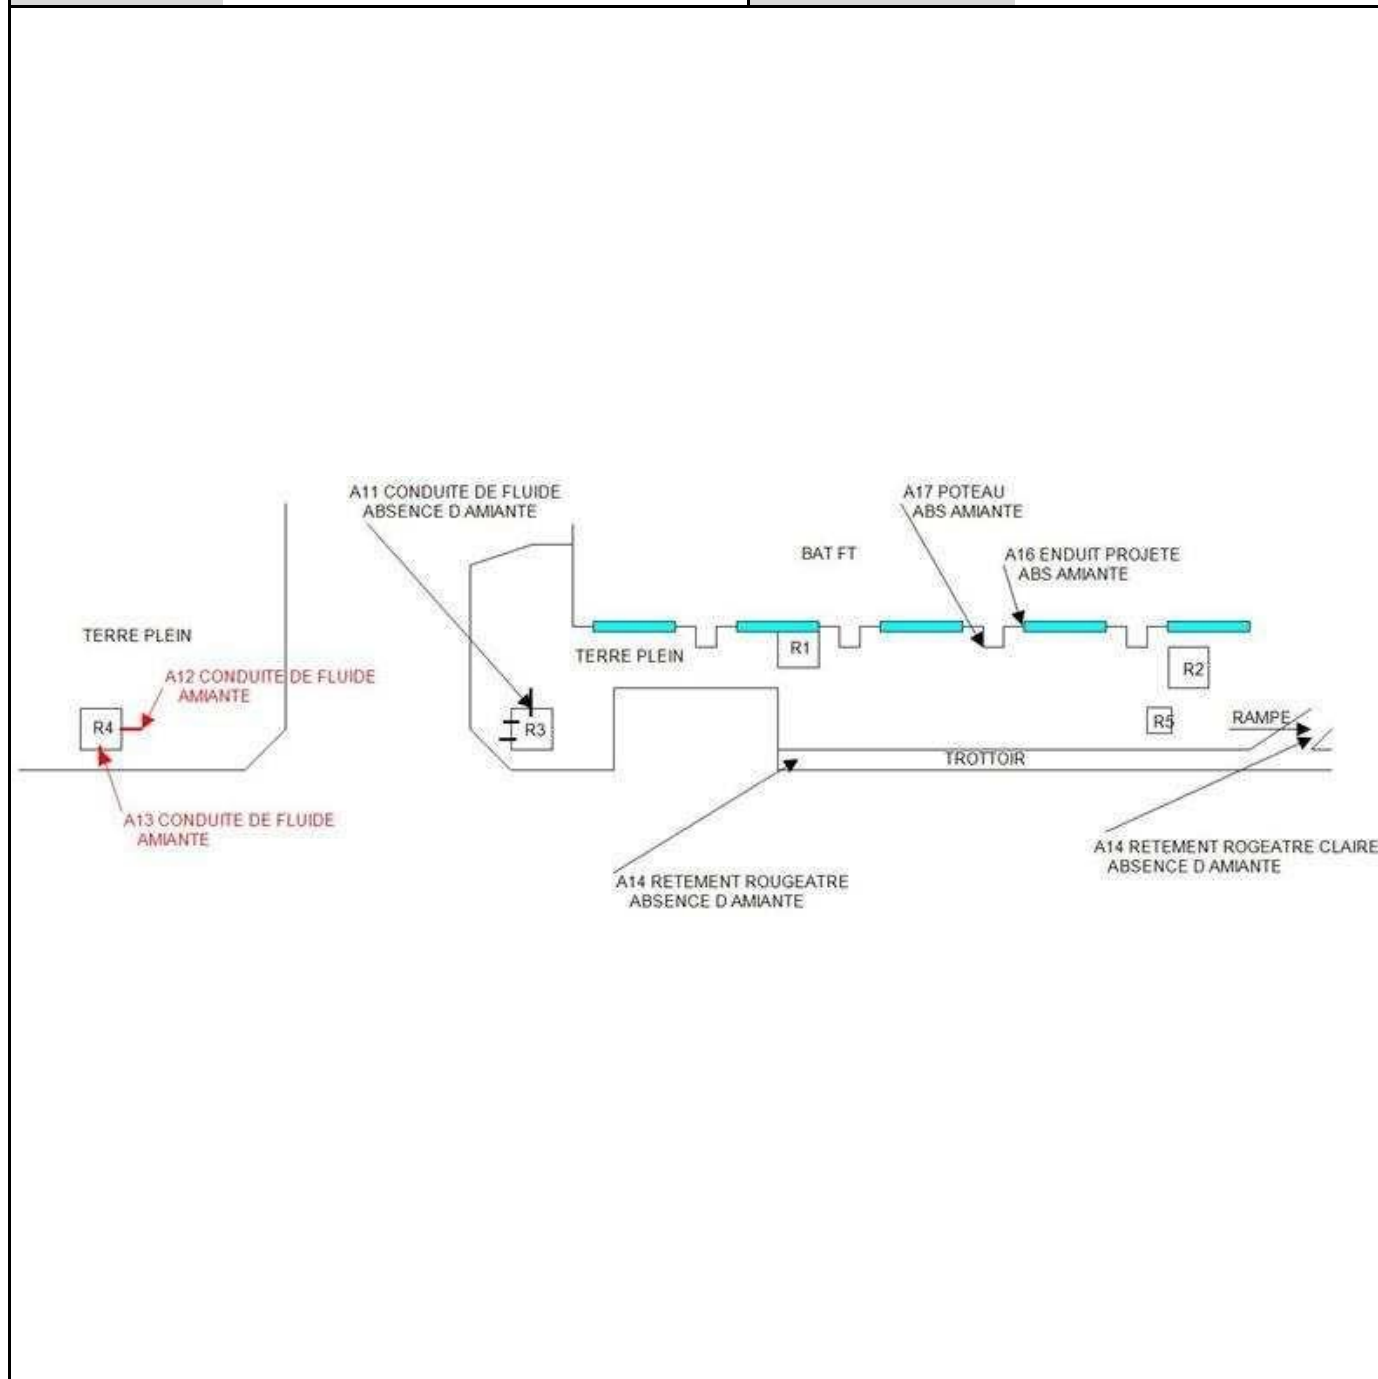 A11 CONDUITE DE FLUIDE
ABSENCE D AMIANTE
A17 POTEAU
ABS AMIANTE
BAT FT
A16 ENDUIT PROJETE
ABS AMIANTE
TERRE PLEIN
TERRE PLEIN
R1
R2
A12 CONDUITE DE FLUIDE
AMIANTE
R4
R3
R5
RAMPE
TROTTOIR
A13 CONDUITE DE FLUIDE
AMIANTE
A14 RETEMENT ROGEATRE CLAIRE
ABSENCE D AMIANTE
A14 RETEMENT ROUGEATRE
ABSENCE D AMIANTE